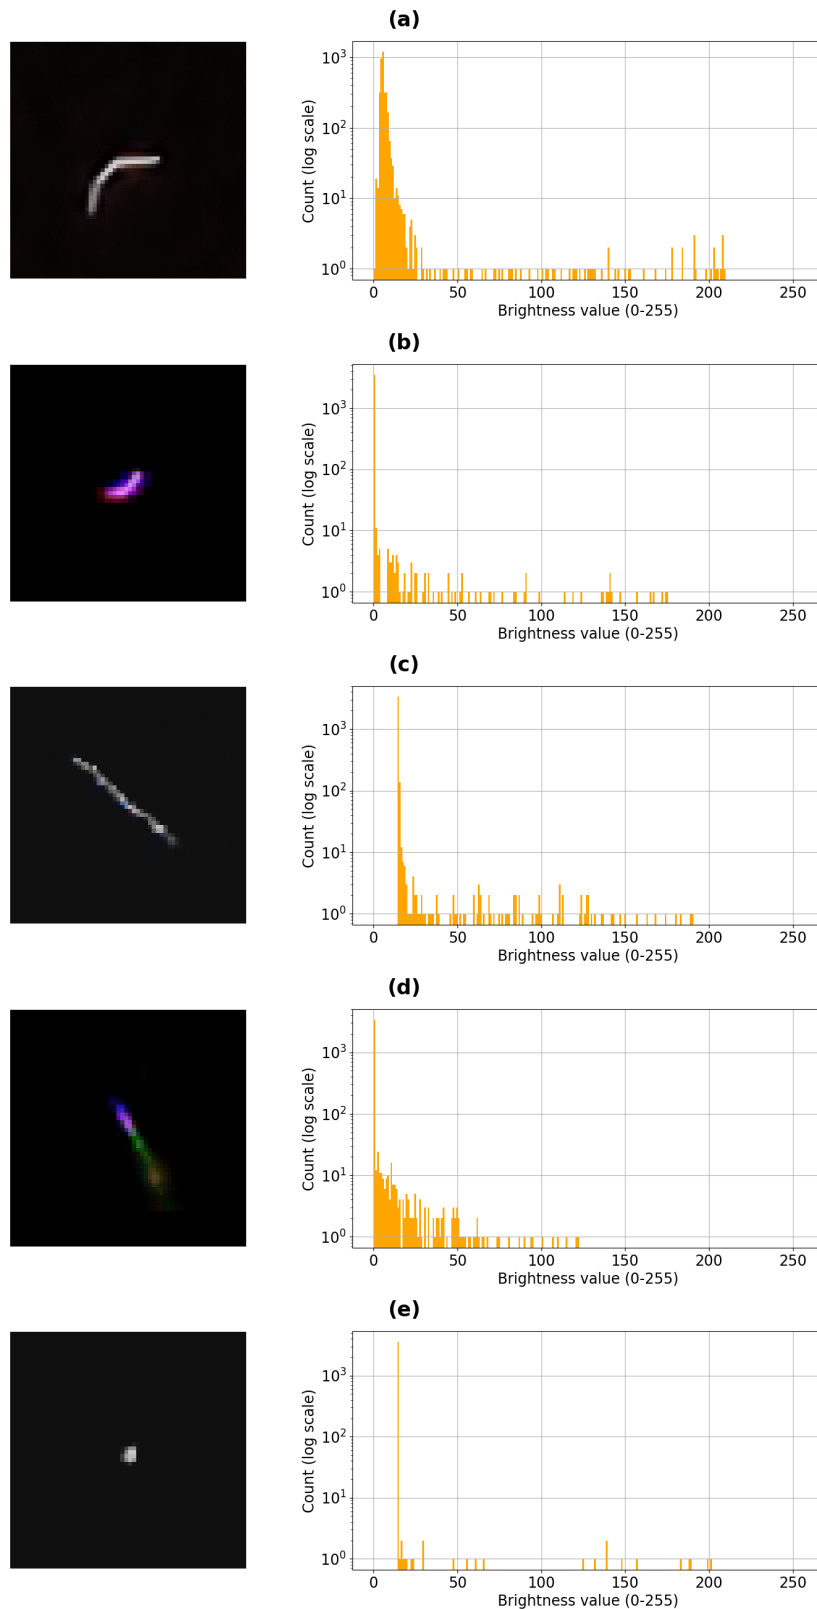 (a)
Count (log scale)
10³
10²
10¹
10⁰
0 50 100 150 200 250
Brightness value (0-255)
(b)
Count (log scale)
10³
10²
10¹
10⁰
0 50 100 150 200 250
Brightness value (0-255)
(c)
Count (log scale)
10³
10²
10¹
10⁰
0 50 100 150 200 250
Brightness value (0-255)
(d)
Count (log scale)
10³
10²
10¹
10⁰
0 50 100 150 200 250
Brightness value (0-255)
(e)
Count (log scale)
10³
10²
10¹
10⁰
0 50 100 150 200 250
Brightness value (0-255)